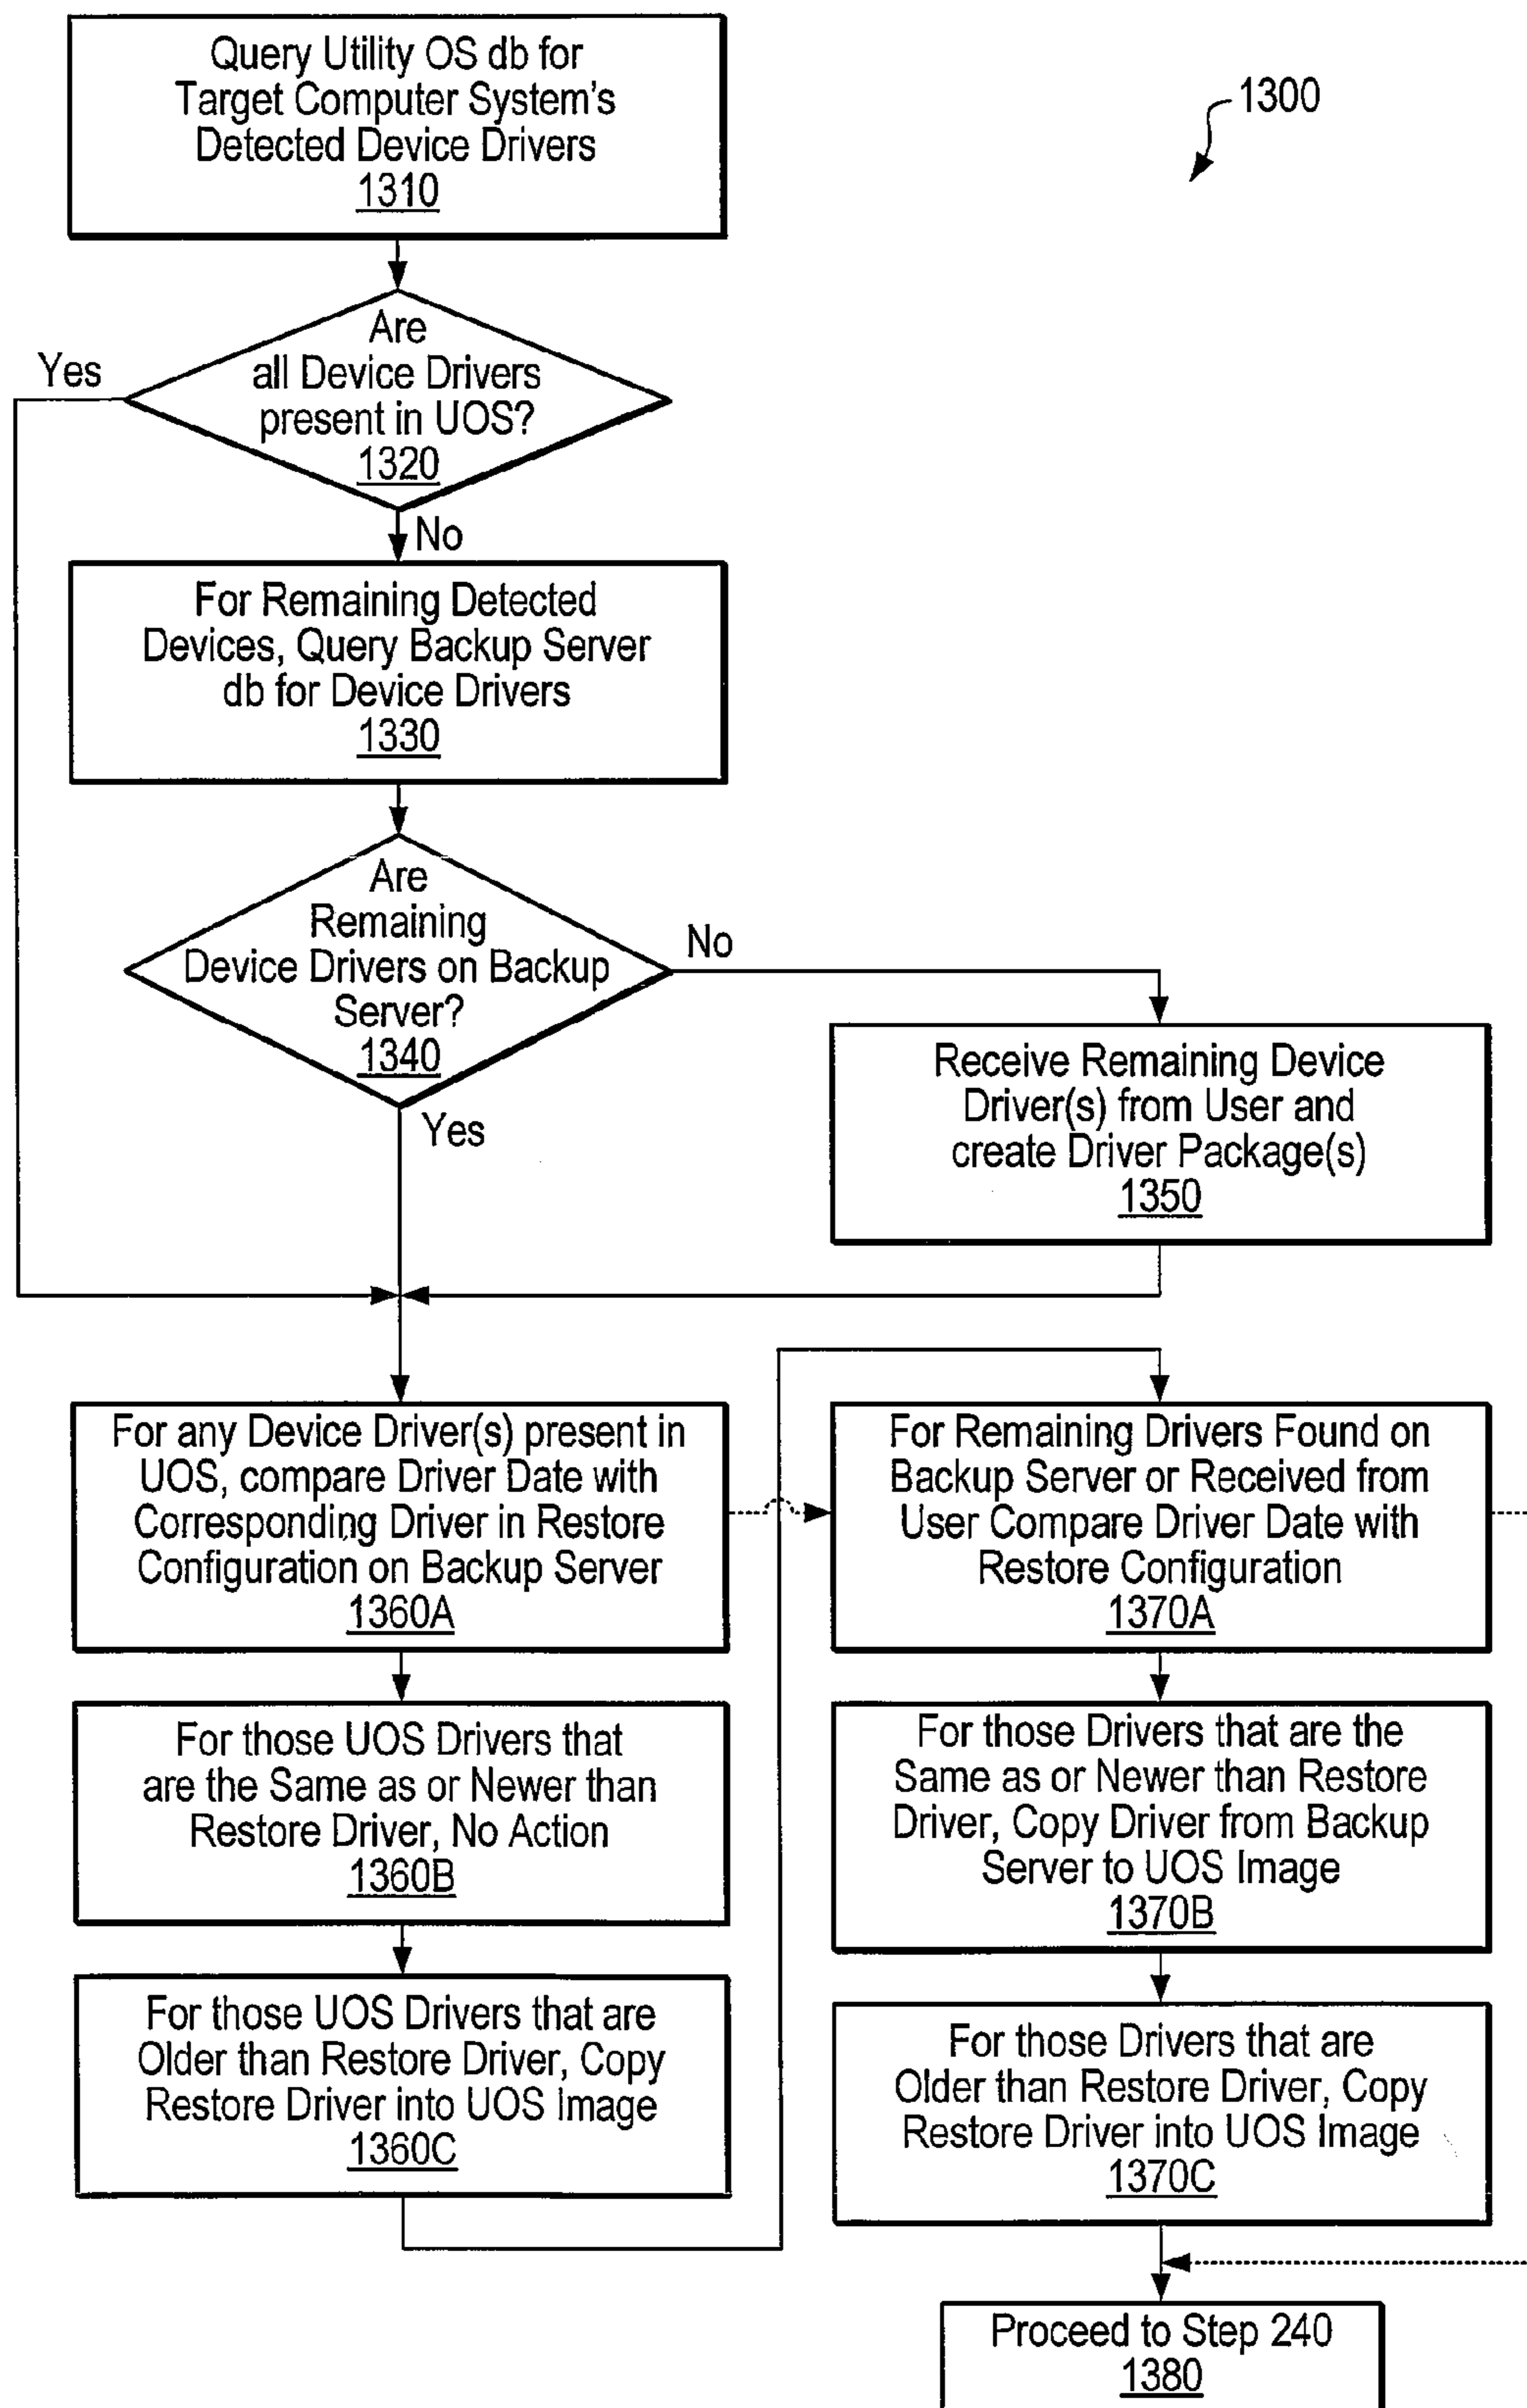 Query Utility OS db for
Target Computer System's
Detected Device Drivers
1310
1300
Are
all Device Drivers
present in UOS?
1320
Yes
No
For Remaining Detected
Devices, Query Backup Server
db for Device Drivers
1330
Are
Remaining
Device Drivers on Backup
Server?
1340
No
Yes
Receive Remaining Device
Driver(s) from User and
create Driver Package(s)
1350
For any Device Driver(s) present in
UOS, compare Driver Date with
Corresponding Driver in Restore
Configuration on Backup Server
1360A
For those UOS Drivers that
are the Same as or Newer than
Restore Driver, No Action
1360B
For those UOS Drivers that are
Older than Restore Driver, Copy
Restore Driver into UOS Image
1360C
For Remaining Drivers Found on
Backup Server or Received from
User Compare Driver Date with
Restore Configuration
1370A
For those Drivers that are the
Same as or Newer than Restore
Driver, Copy Driver from Backup
Server to UOS Image
1370B
For those Drivers that are
Older than Restore Driver, Copy
Restore Driver into UOS Image
1370C
Proceed to Step 240
1380